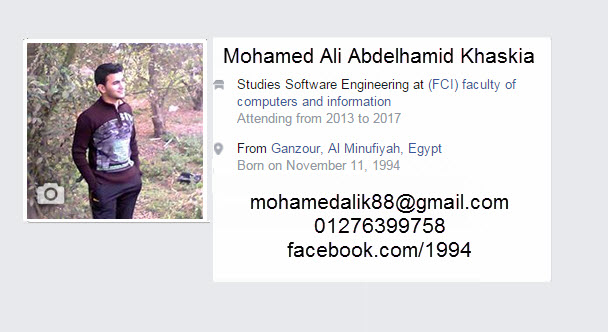 Mohamed Ali Abdelhamid Khaskia
Studies Software Engineering at (FCI) faculty of
computers and information
Attending from 2013 to 2017
From Ganzour, Al Minufiyah, Egypt
Born on November 11, 1994
mohamedalik88@gmail.com
01276399758
facebook.com/1994